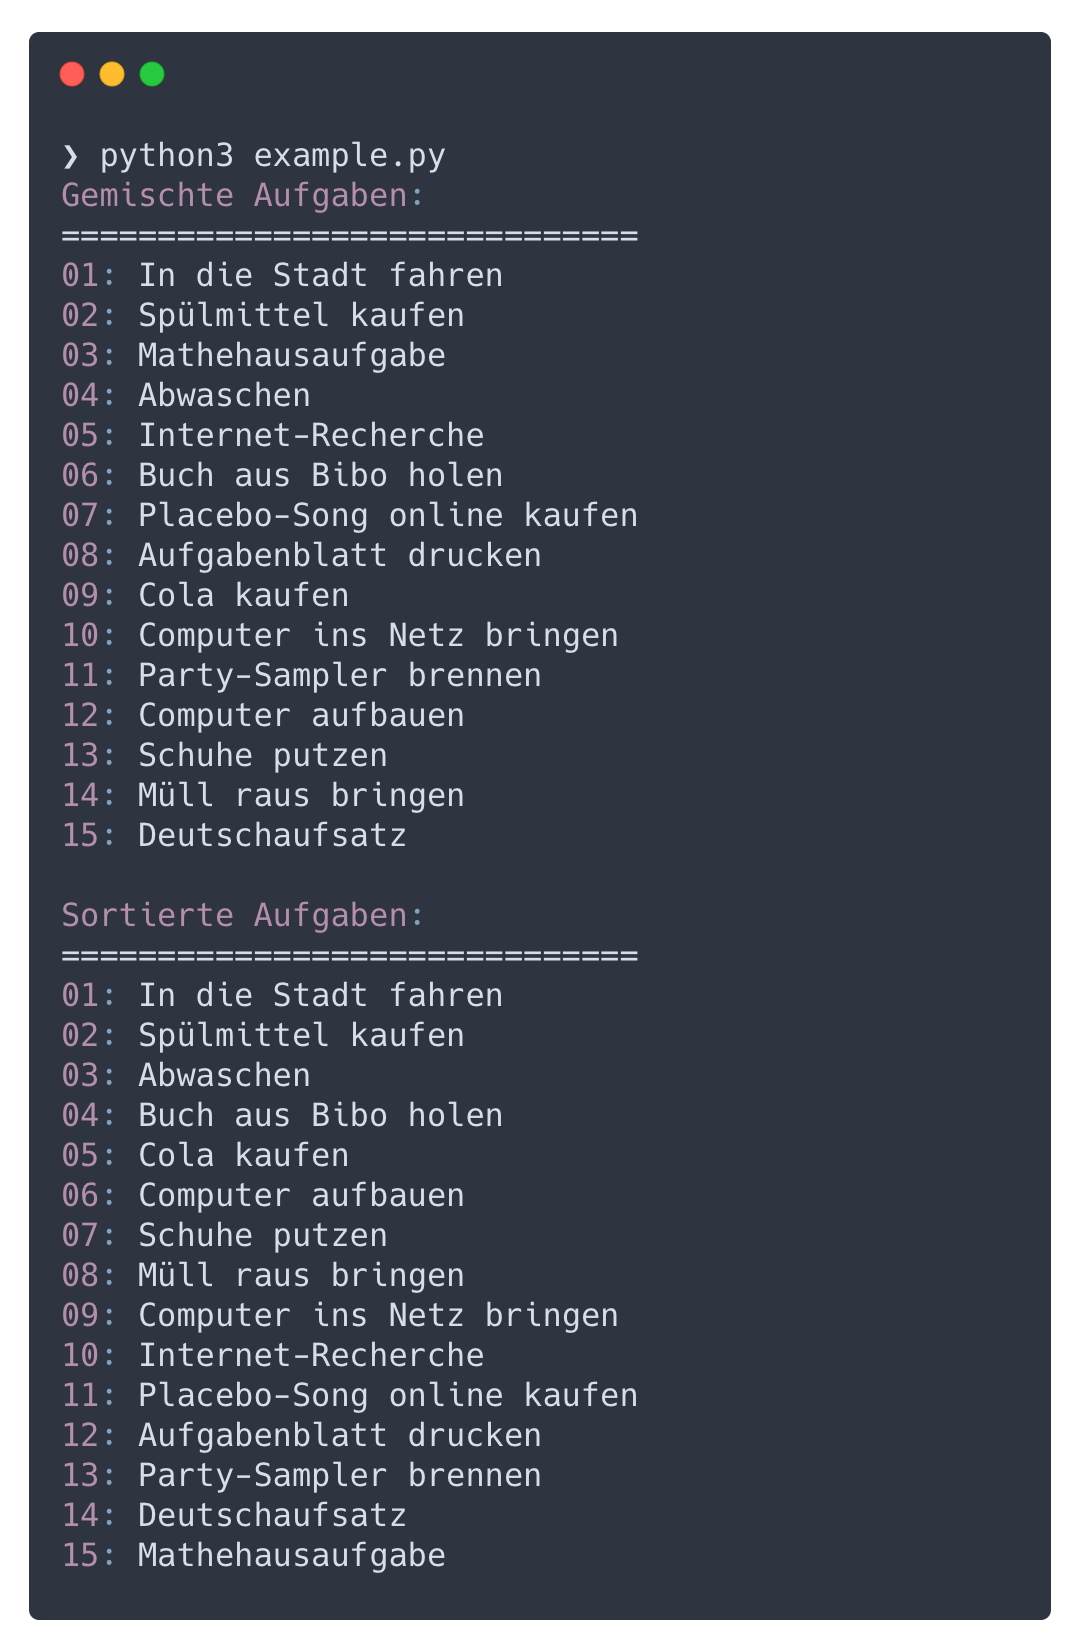 ❯ python3 example.py
Gemischte Aufgaben:
==============================
01: In die Stadt fahren
02: Spülmittel kaufen
03: Mathehausaufgabe
04: Abwaschen
05: Internet-Recherche
06: Buch aus Bibo holen
07: Placebo-Song online kaufen
08: Aufgabenblatt drucken
09: Cola kaufen
10: Computer ins Netz bringen
11: Party-Sampler brennen
12: Computer aufbauen
13: Schuhe putzen
14: Müll raus bringen
15: Deutschaufsatz

Sortierte Aufgaben:
==============================
01: In die Stadt fahren
02: Spülmittel kaufen
03: Abwaschen
04: Buch aus Bibo holen
05: Cola kaufen
06: Computer aufbauen
07: Schuhe putzen
08: Müll raus bringen
09: Computer ins Netz bringen
10: Internet-Recherche
11: Placebo-Song online kaufen
12: Aufgabenblatt drucken
13: Party-Sampler brennen
14: Deutschaufsatz
15: Mathehausaufgabe